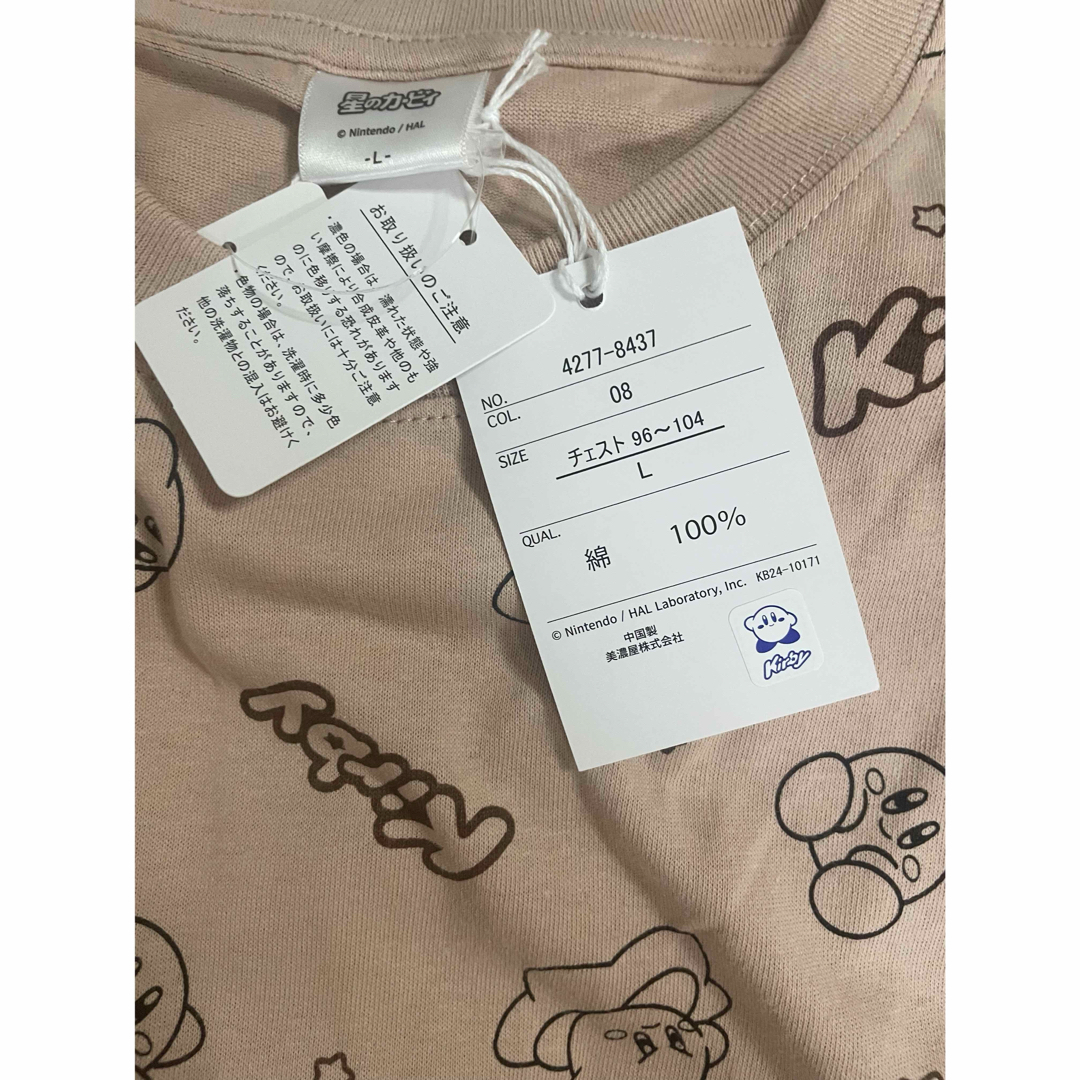 星のカービィ
© Nintendo / HAL
-L-
お取り扱いのご注意
・濃色の場合は、濡れた状態や強
い摩擦により合成皮革や他のも
のに色移りする恐れがあります
ので、お取扱いには十分ご注意
ください。
・色物の場合は、洗濯時に多少色
落ちすることがありますので、
他の洗濯物との混入はお避けく
ださい。
NO. 4277-8437
COL. 08
SIZE チェスト 96〜104
L
QUAL. 綿 100%
© Nintendo / HAL Laboratory, Inc. KB24-10171
中国製
美濃屋株式会社
Kirby
Ki
Kirby